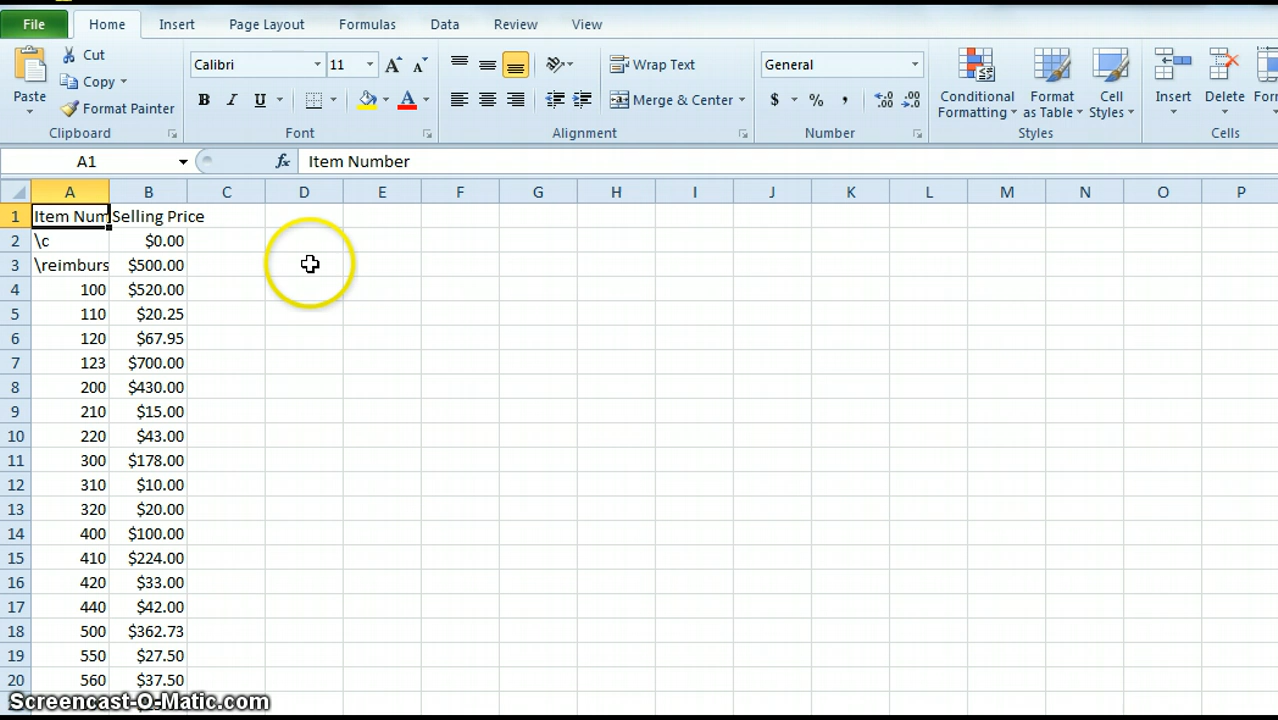 File Home Insert Page Layout Formulas Data Review View
Cut
Copy
Format Painter
Paste
Clipboard
Calibri 11 A A
B I U A
Font
Wrap Text
Merge & Center
Alignment
General
$ % , .00 .00
Number
Conditional Formatting
Format as Table
Cell Styles
Styles
Insert Delete
Cells
A1 fx Item Number
A B C D E F G H I J K L M N O P
1 Item Num Selling Price
2 \c $0.00
3 \reimburs $500.00
4 100 $520.00
5 110 $20.25
6 120 $67.95
7 123 $700.00
8 200 $430.00
9 210 $15.00
10 220 $43.00
11 300 $178.00
12 310 $10.00
13 320 $20.00
14 400 $100.00
15 410 $224.00
16 420 $33.00
17 440 $42.00
18 500 $362.73
19 550 $27.50
20 560 $37.50
Screencast-O-Matic.com